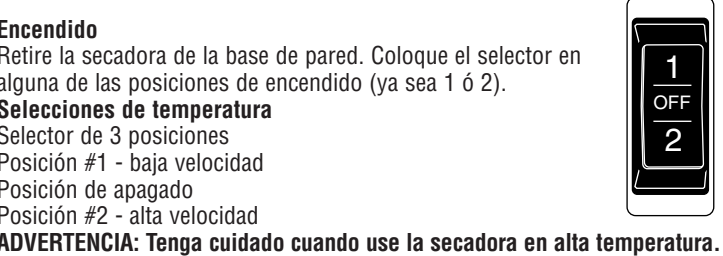 Encendido
Retire la secadora de la base de pared. Coloque el selector en
alguna de las posiciones de encendido (ya sea 1 ó 2).
Selecciones de temperatura
Selector de 3 posiciones
Posición #1 - baja velocidad
Posición de apagado
Posición #2 - alta velocidad
ADVERTENCIA: Tenga cuidado cuando use la secadora en alta temperatura.
1
OFF
2